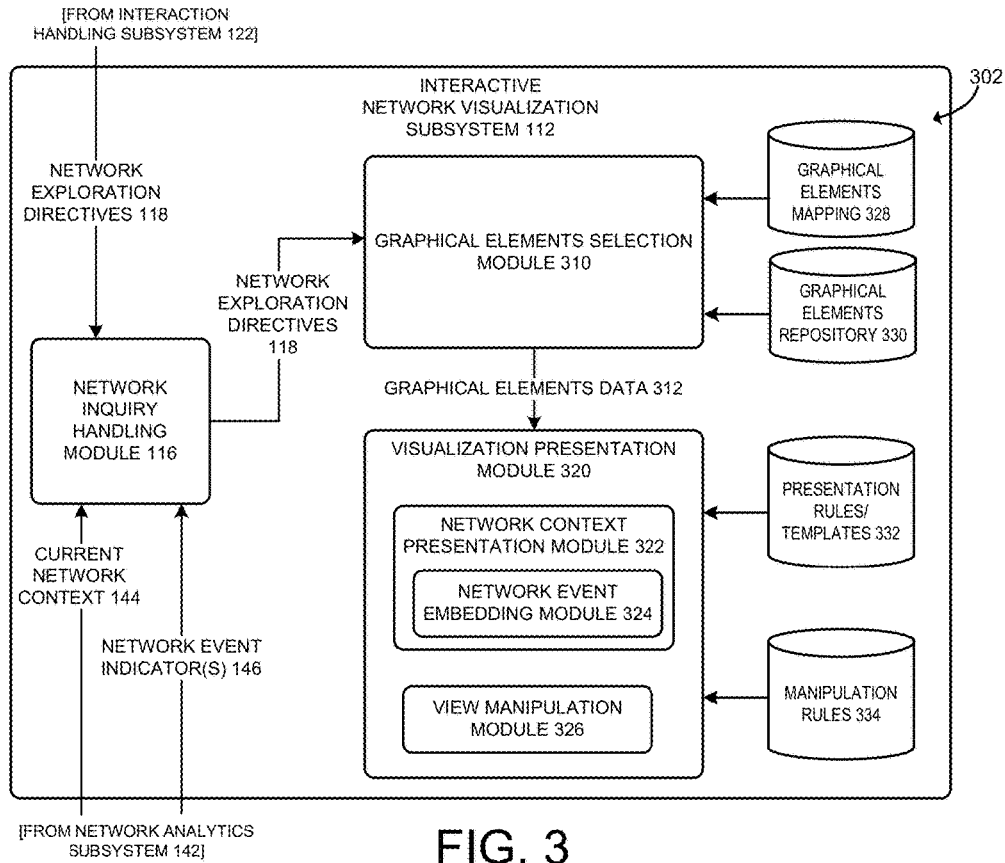 [FROM INTERACTION
HANDLING SUBSYSTEM 122]
INTERACTIVE
NETWORK VISUALIZATION
SUBSYSTEM 112
302
NETWORK
EXPLORATION
DIRECTIVES 118
GRAPHICAL
ELEMENTS
MAPPING 328
GRAPHICAL ELEMENTS SELECTION
MODULE 310
NETWORK
EXPLORATION
DIRECTIVES
118
GRAPHICAL
ELEMENTS
REPOSITORY 330
NETWORK
INQUIRY
HANDLING
MODULE 116
GRAPHICAL ELEMENTS DATA 312
VISUALIZATION PRESENTATION
MODULE 320
NETWORK CONTEXT
PRESENTATION MODULE 322
NETWORK EVENT
EMBEDDING MODULE 324
PRESENTATION
RULES/
TEMPLATES 332
CURRENT
NETWORK
CONTEXT 144
NETWORK EVENT
INDICATOR(S) 146
VIEW MANIPULATION
MODULE 326
MANIPULATION
RULES 334
[FROM NETWORK ANALYTICS
SUBSYSTEM 142]
FIG. 3